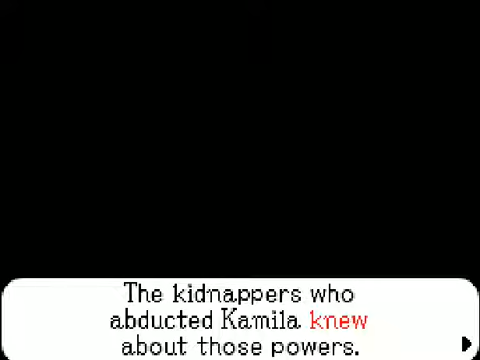 The kidnappers who
abducted Kamila knew
about those powers.